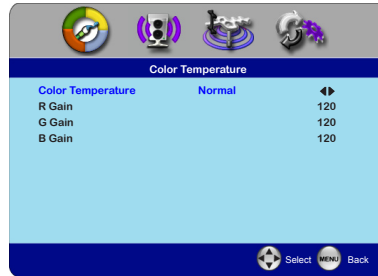 Color Temperature
Color Temperature Normal
R Gain 120
G Gain 120
B Gain 120
Select MENU Back